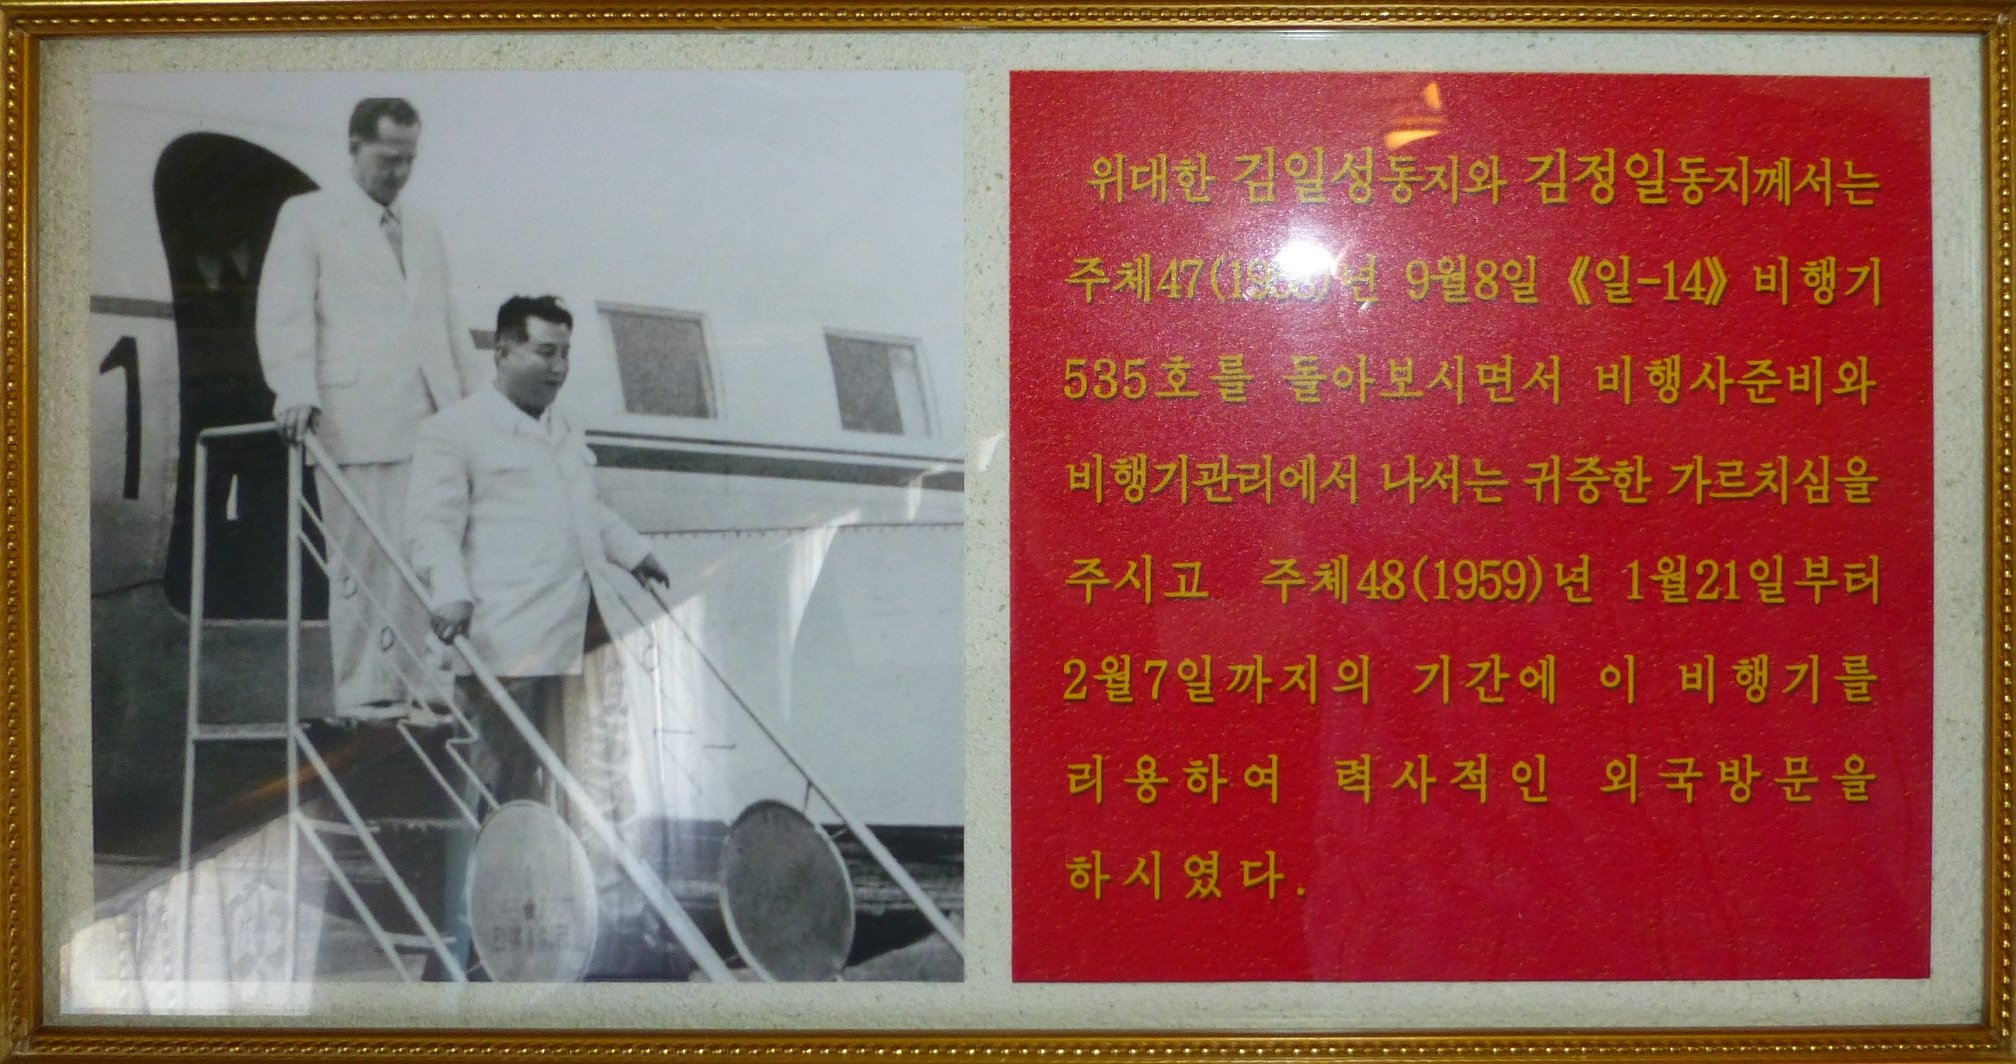 위대한 김일성동지와 김정일동지께서는
주체47(1958)년 9월8일 《일-14》 비행기
535호를 돌아보시면서 비행사준비와
비행기관리에서 나서는 귀중한 가르치심을
주시고 주체48(1959)년 1월21일부터
2월7일까지의 기간에 이 비행기를
리용하여 력사적인 외국방문을
하시였다.
1